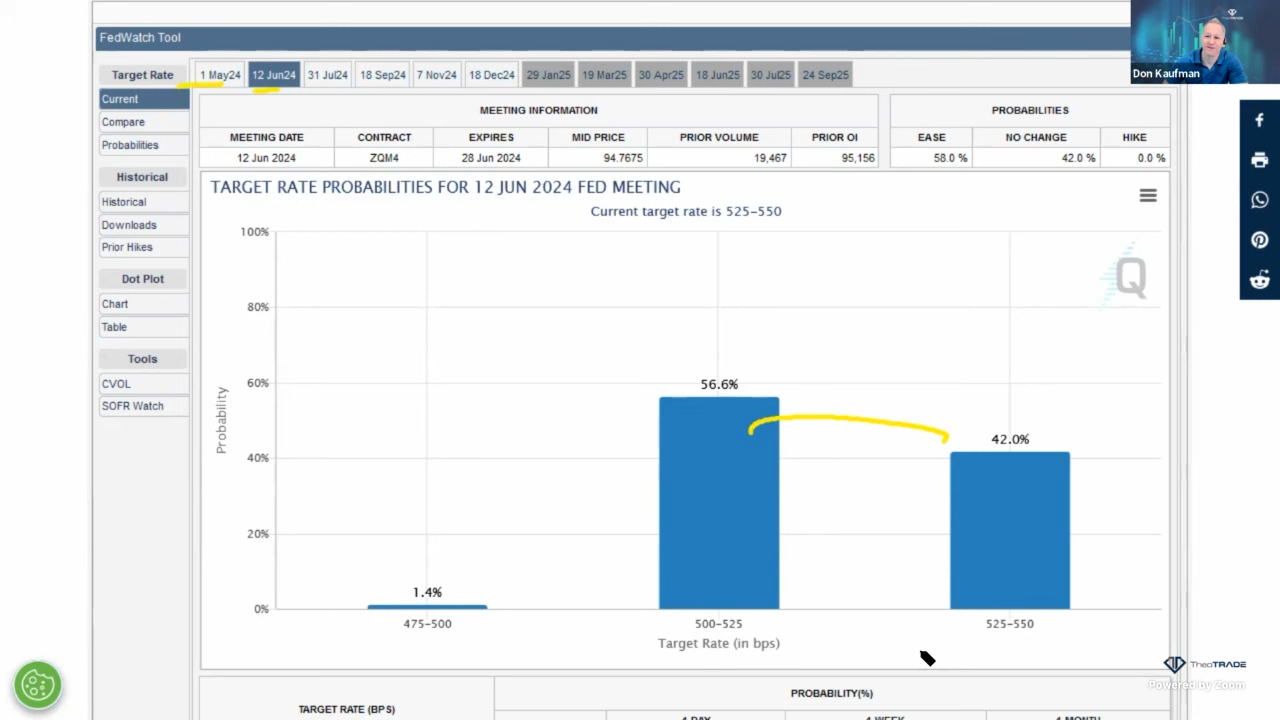 FedWatch Tool
Don Kaufman
Target Rate
1 May24 12 Jun24 31 Jul24 18 Sep24 7 Nov24 18 Dec24 29 Jan25 19 Mar25 30 Apr25 18 Jun25 30 Jul25 24 Sep25
Current
Compare
Probabilities
Historical
Historical
Downloads
Prior Hikes
Dot Plot
Chart
Table
Tools
CVOL
SOFR Watch
MEETING INFORMATION
MEETING DATE CONTRACT EXPIRES MID PRICE PRIOR VOLUME PRIOR OI
12 Jun 2024 ZQM4 28 Jun 2024 94.7675 19,467 95,156
PROBABILITIES
EASE NO CHANGE HIKE
58.0 % 42.0 % 0.0 %
TARGET RATE PROBABILITIES FOR 12 JUN 2024 FED MEETING
Current target rate is 525-550
Q
Probability
100%
80%
60%
40%
20%
0%
1.4%
56.6%
42.0%
475-500 500-525 525-550
Target Rate (in bps)
TheoTRADE
Powered by Zoom
TARGET RATE (BPS)
PROBABILITY(%)
1 DAY 1 WEEK 1 MONTH